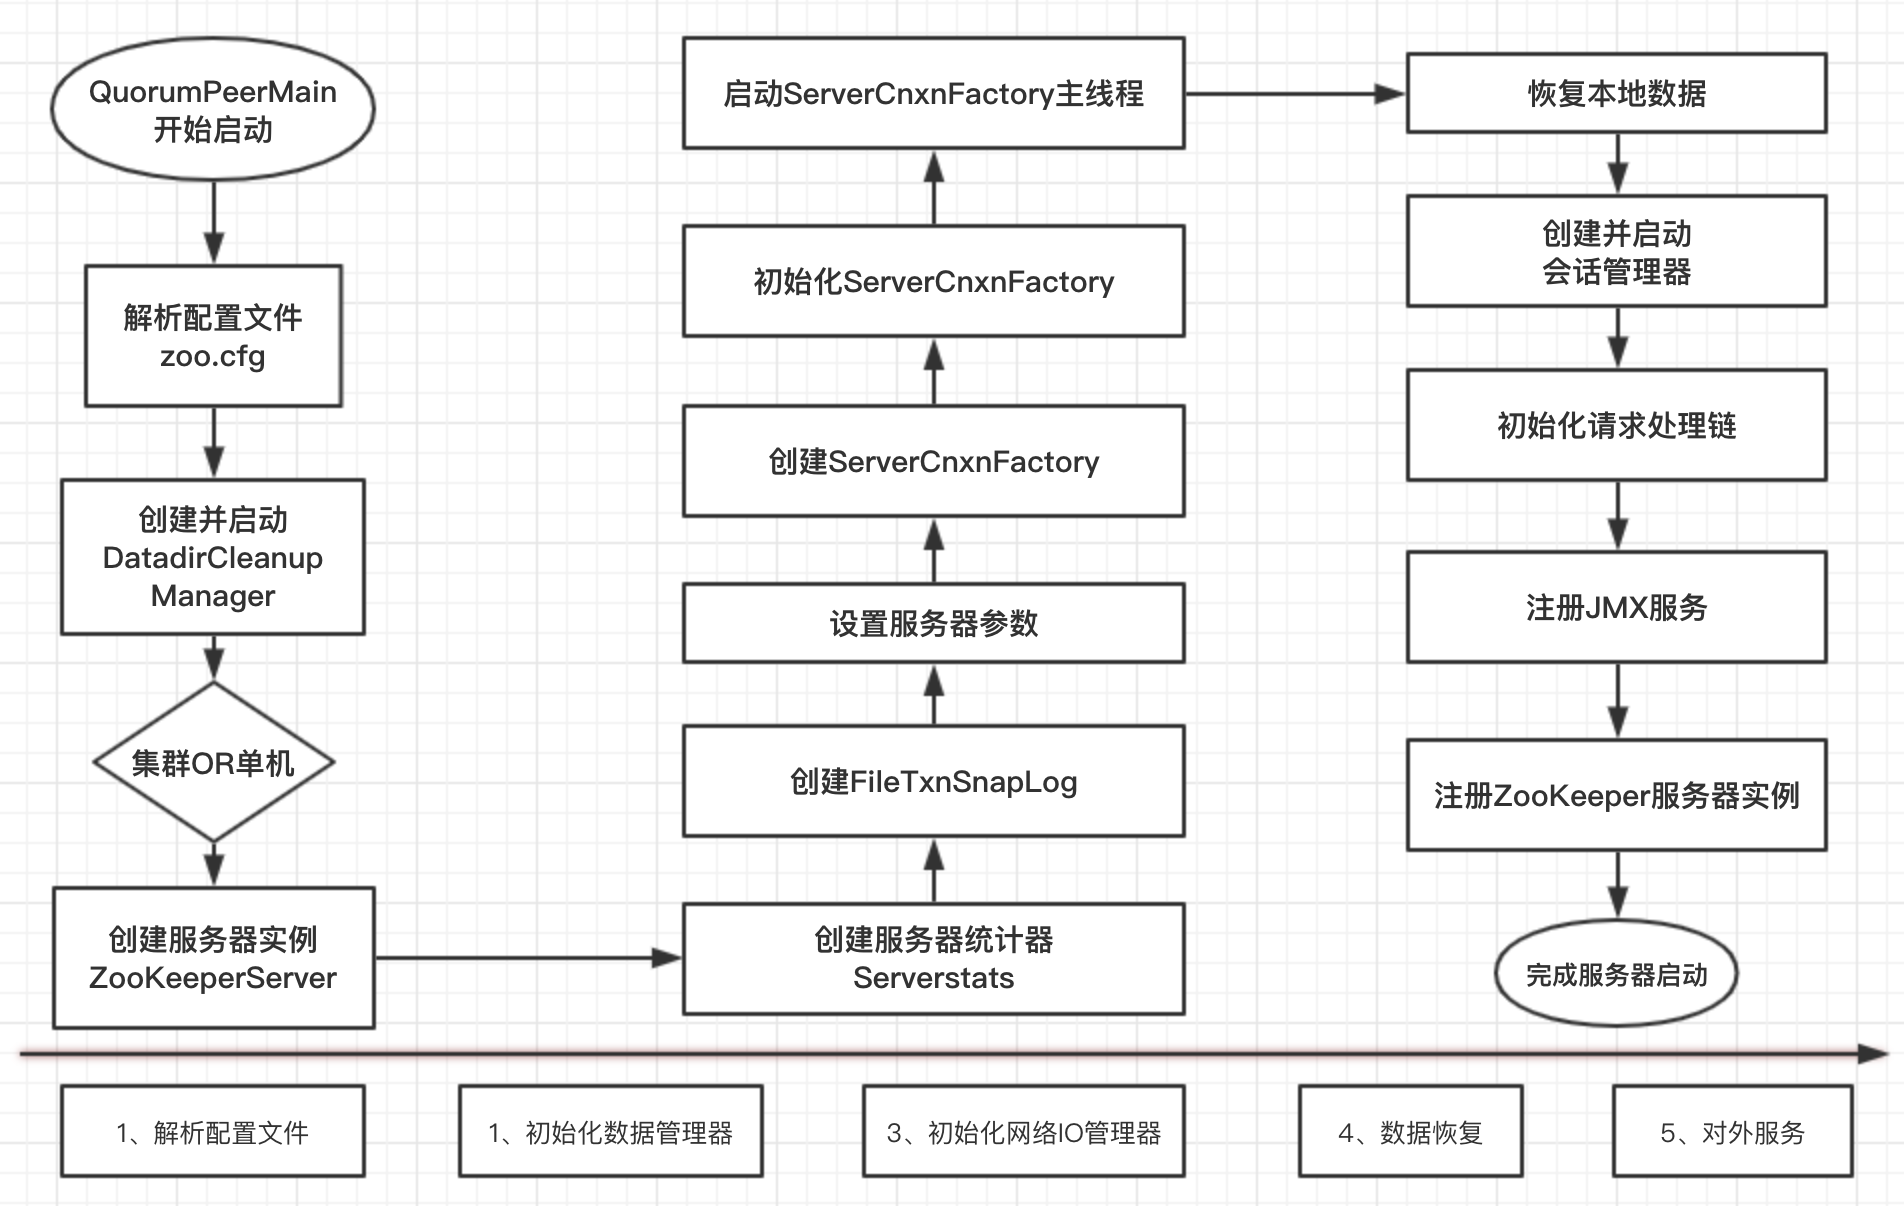 QuorumPeerMain
开始启动
解析配置文件
zoo.cfg
创建并启动
DatadirCleanup
Manager
集群OR单机
创建服务器实例
ZooKeeperServer
创建服务器统计器
Serverstats
创建FileTxnSnapLog
设置服务器参数
创建ServerCnxnFactory
初始化ServerCnxnFactory
启动ServerCnxnFactory主线程
恢复本地数据
创建并启动
会话管理器
初始化请求处理链
注册JMX服务
注册ZooKeeper服务器实例
完成服务器启动
1、解析配置文件
1、初始化数据管理器
3、初始化网络IO管理器
4、数据恢复
5、对外服务